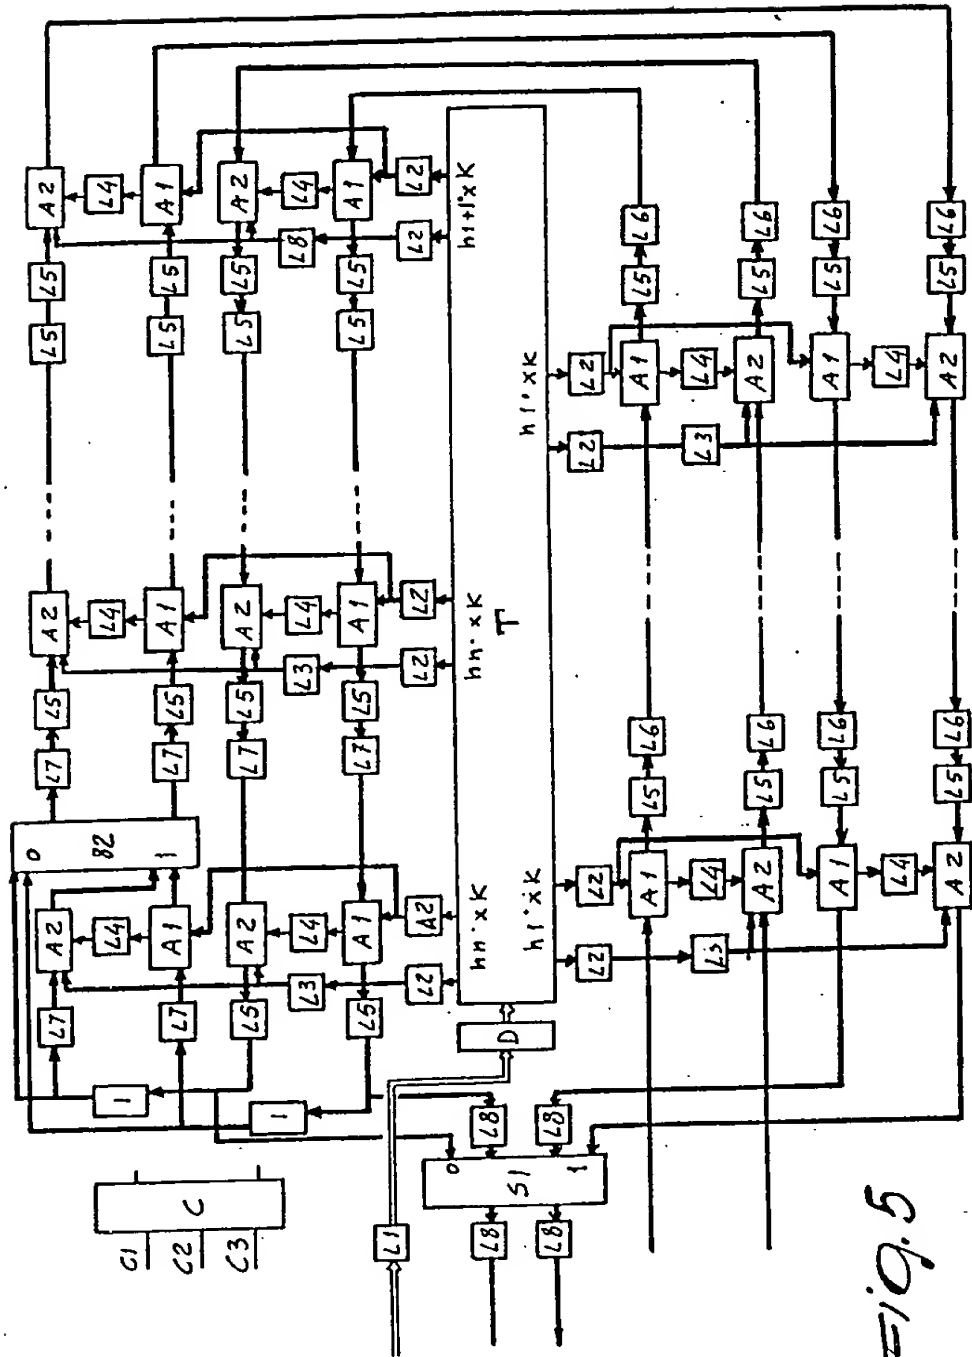 0
L7 A2 L7 L5 A2 L5 L5 A2
L4 82 L4 L4
1
C1
L7 A1 1 L7 L5 A1 L5 L5 A1
C2 C
C3
L5 A2 L7 L5 A2 L5 L5 A2
1
L3 L4 L3 L4 L8 L4
L5 A1 L7 L5 A1 L5 L5 A1
L1
L2 A2 L2 L2 L2 L2
0
hn·xK hn·xK h1+1·xK
L8 L8
D T
S1
h1·xK h1·xK
L8 L8
1
L2 L2 L2 L2
A1 L5 L6 A1 L5 L6
L3 L4 L3 L4
A2 L5 L6 A2 L5 L6
A1 L5 L6 A1 L5 L6
L4 L4
A2 L5 L6 A2 L5 L6
Fig. 5